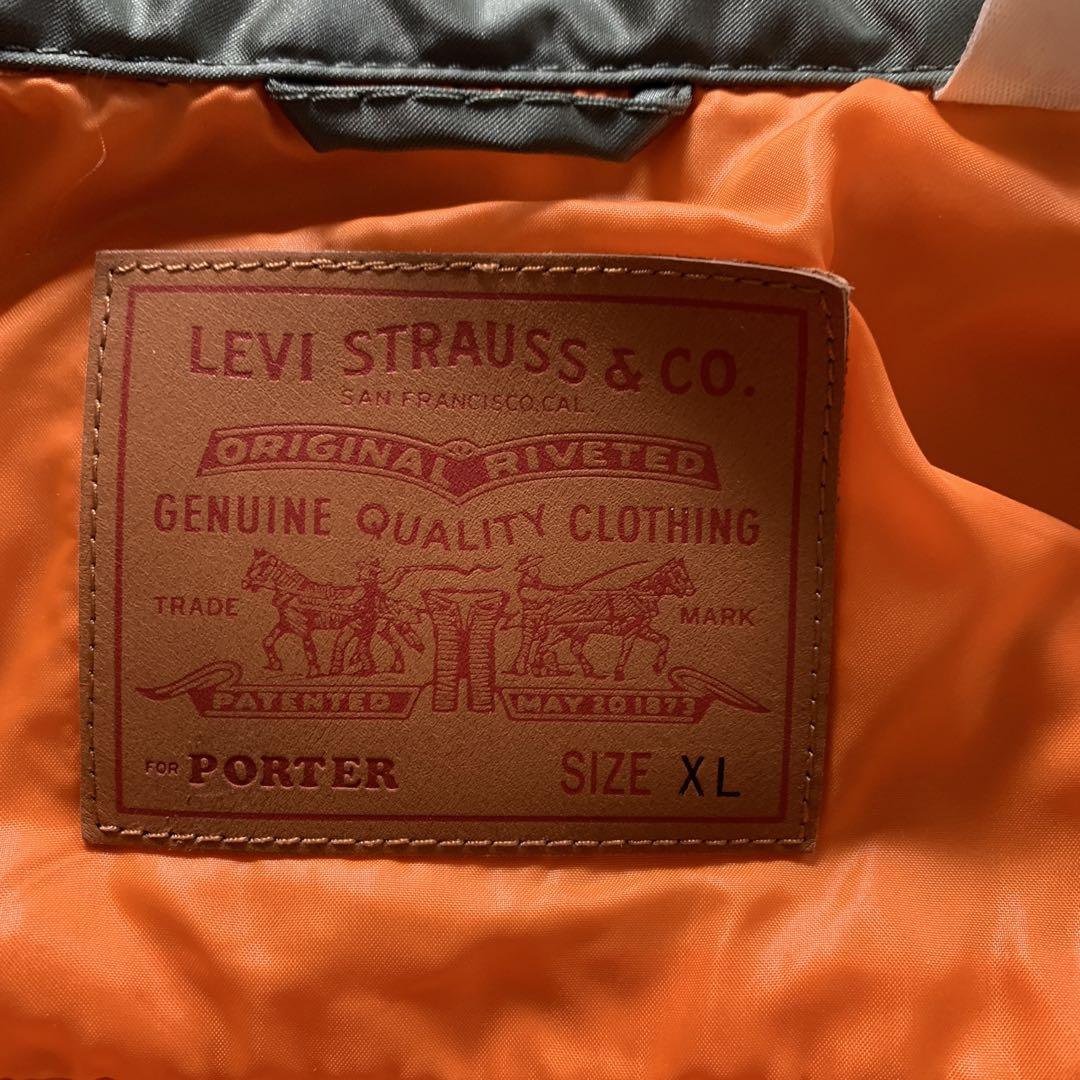 LEVI STRAUSS & CO.
SAN FRANCISCO, CAL.
ORIGINAL RIVETED
GENUINE QUALITY CLOTHING
TRADE MARK
PATENTED MAY 20 1873
FOR PORTER SIZE XL